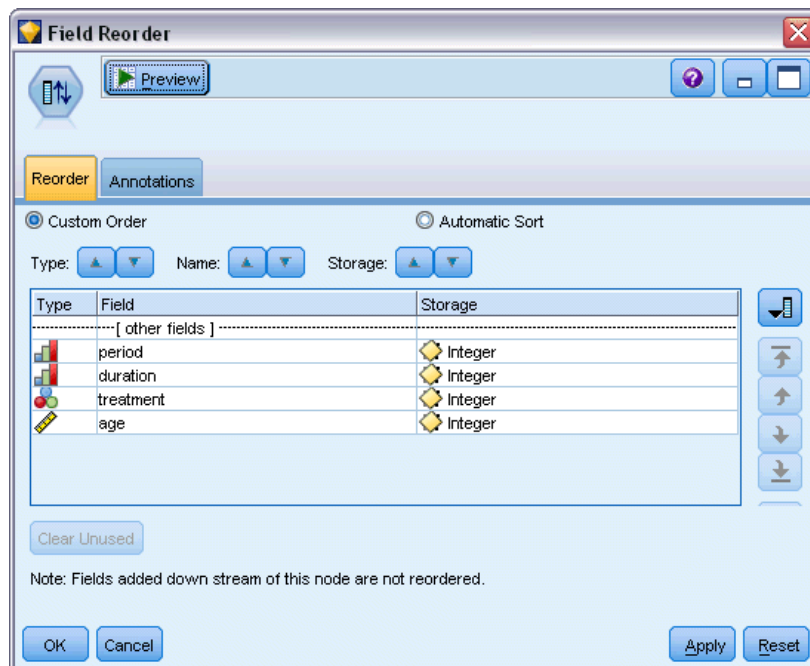 Field Reorder
Preview
?
Reorder Annotations
Custom Order Automatic Sort
Type: Name: Storage:
Type Field Storage
[ other fields ]
period Integer
duration Integer
treatment Integer
age Integer
Clear Unused
Note: Fields added down stream of this node are not reordered.
OK Cancel Apply Reset